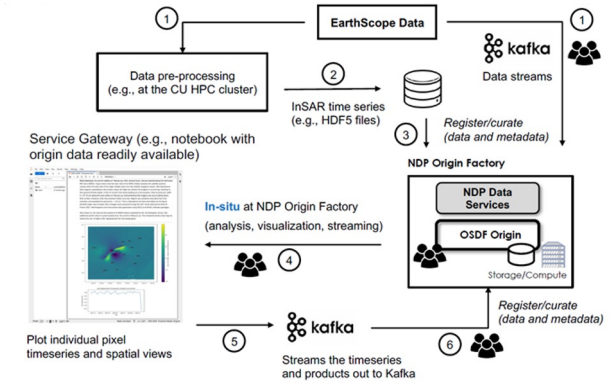 1
EarthScope Data
1
kafka
Data streams
Data pre-processing
(e.g., at the CU HPC cluster)
2
InSAR time series
(e.g., HDF5 files)
3
Register/curate
(data and metadata)
Service Gateway (e.g., notebook with
origin data readily available)
NDP Origin Factory
NDP Data
Services
OSDF Origin
Storage/Compute
In-situ at NDP Origin Factory
(analysis, visualization, streaming)
4
Plot individual pixel
timeseries and spatial views
5
kafka
Streams the timeseries
and products out to Kafka
6
Register/curate
(data and metadata)